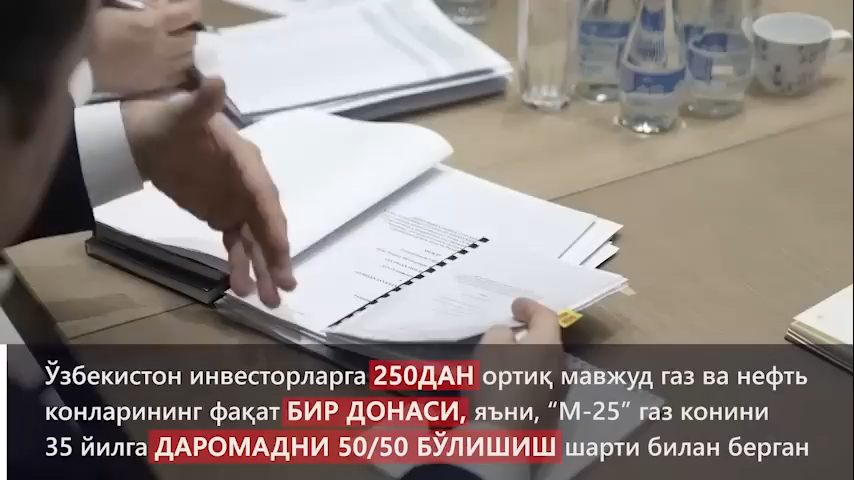 Ўзбекистон инвесторларга 250ДАН ортиқ мавжуд газ ва нефть
конларининг фақат БИР ДОНАСИ, яъни, “М-25” газ конини
35 йилга ДАРОМАДНИ 50/50 БЎЛИШИШ шарти билан берган